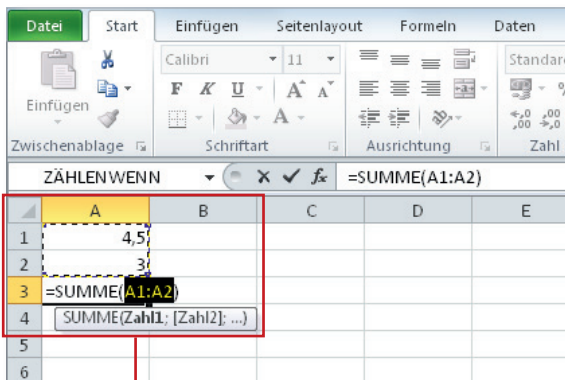 Datei Start Einfügen Seitenlayout Formeln Daten
Calibri 11 Standar
F K U A A
Einfügen
Zwischenablage Schriftart Ausrichtung Zahl
ZÄHLENWENN fx =SUMME(A1:A2)
A B C D E
1 4,5
2 3
3 =SUMME(A1:A2)
4 SUMME(Zahl1; [Zahl2]; ...)
5
6